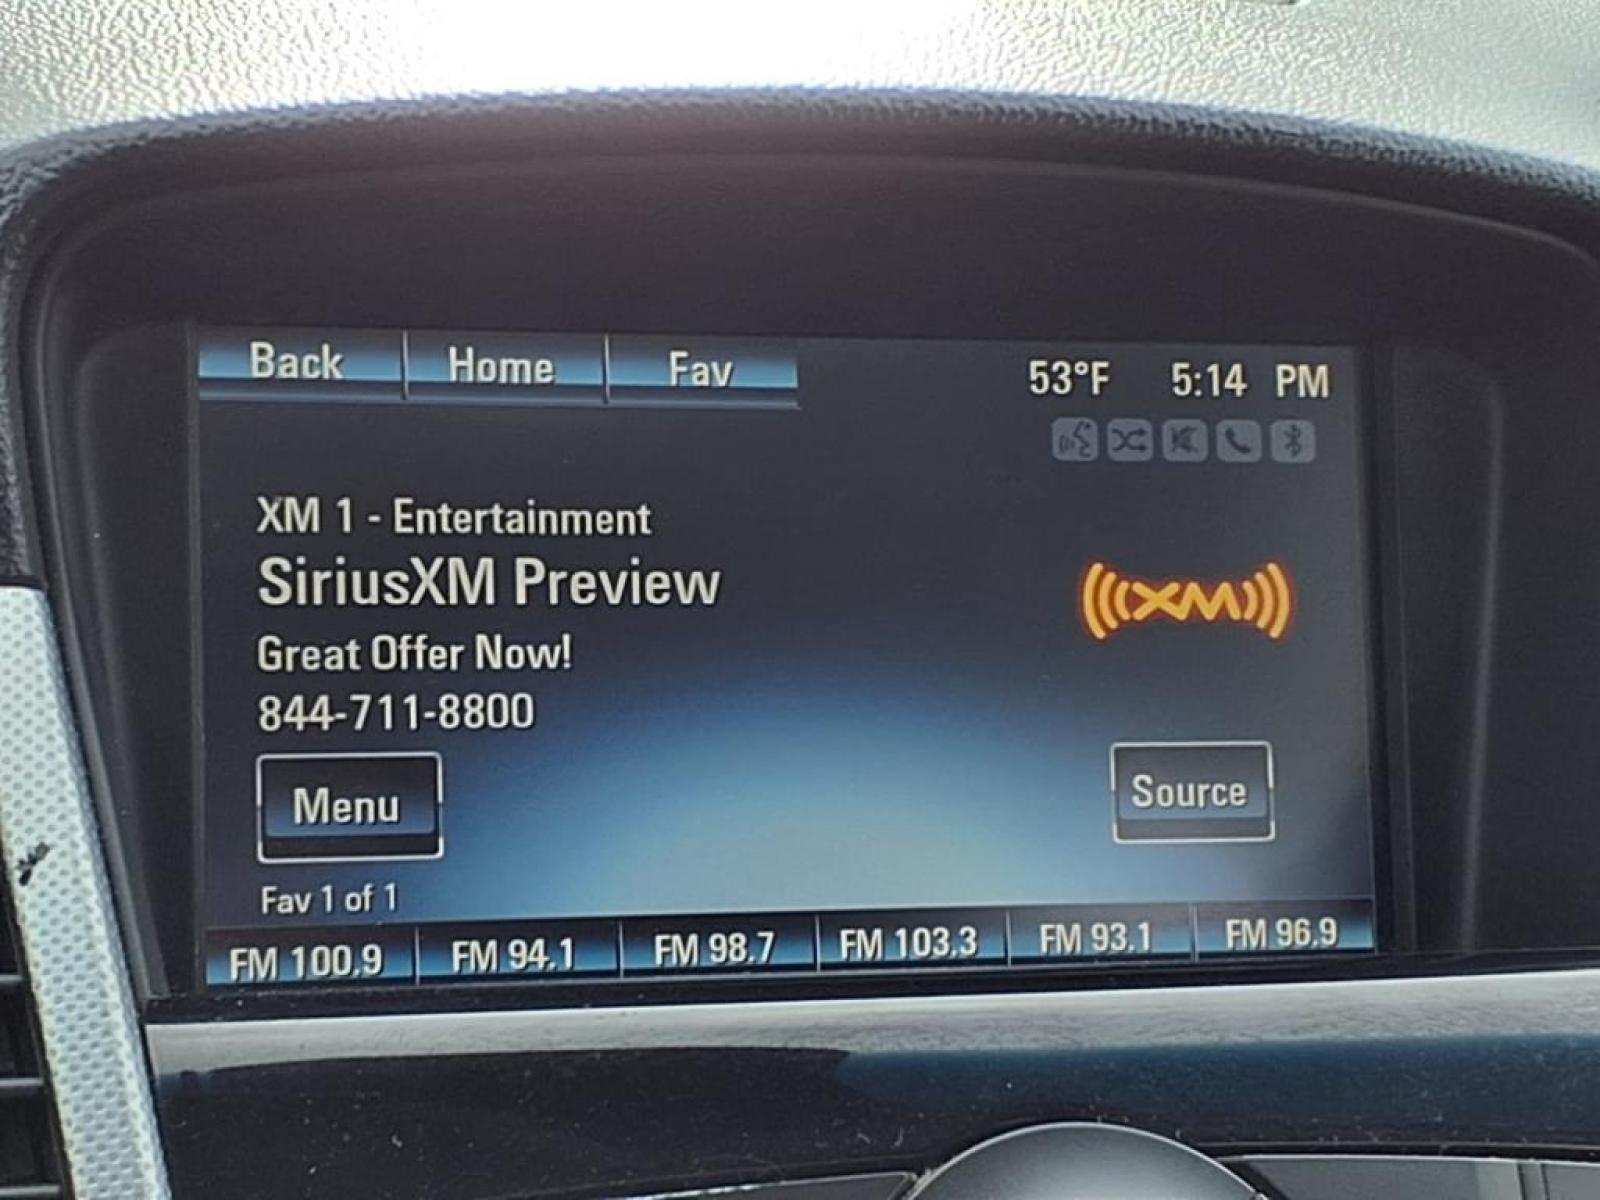 Back Home Fav 53°F 5:14 PM
XM 1 - Entertainment
SiriusXM Preview
XM
Great Offer Now!
844-711-8800
Menu Source
Fav 1 of 1
FM 100.9 FM 94.1 FM 98.7 FM 103.3 FM 93.1 FM 96.9